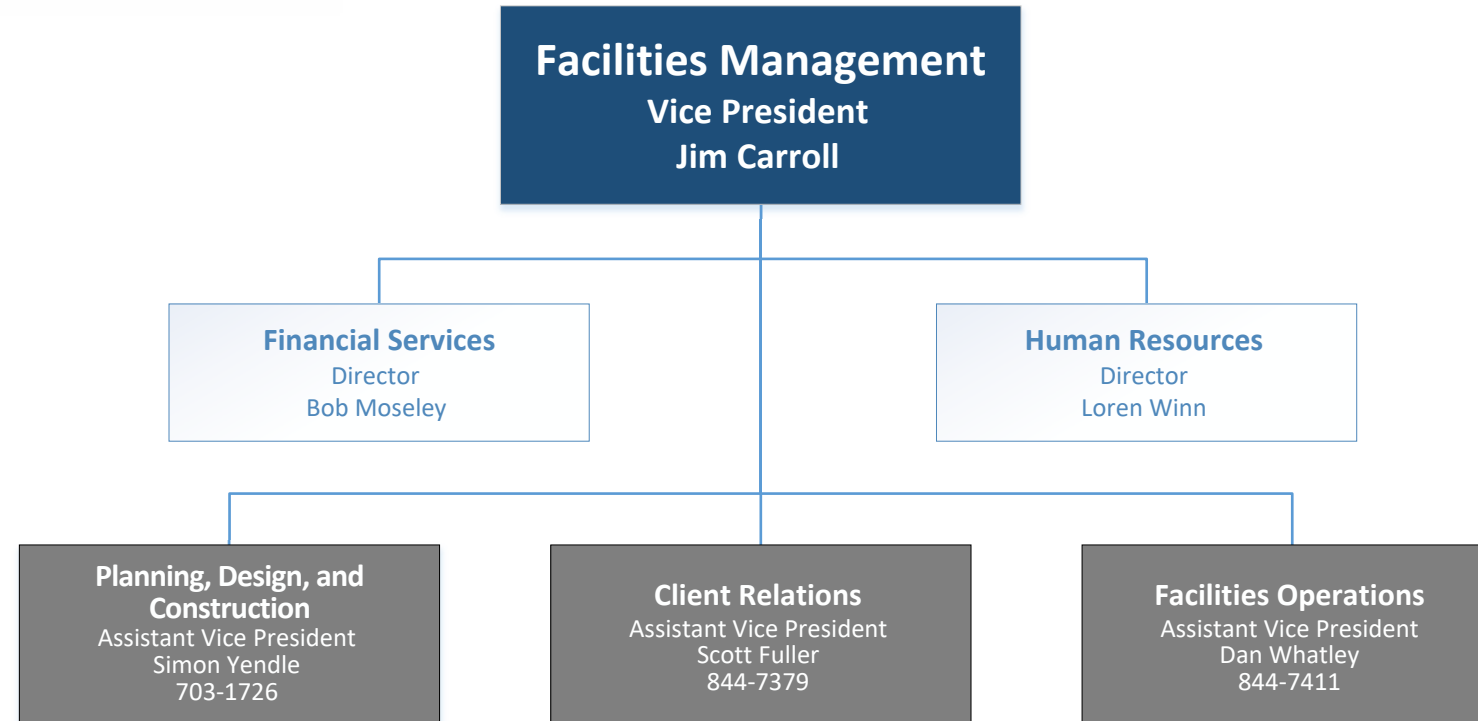 Facilities Management
Vice President
Jim Carroll
Financial Services
Director
Bob Moseley
Human Resources
Director
Loren Winn
Planning, Design, and
Construction
Assistant Vice President
Simon Yendle
703-1726
Client Relations
Assistant Vice President
Scott Fuller
844-7379
Facilities Operations
Assistant Vice President
Dan Whatley
844-7411